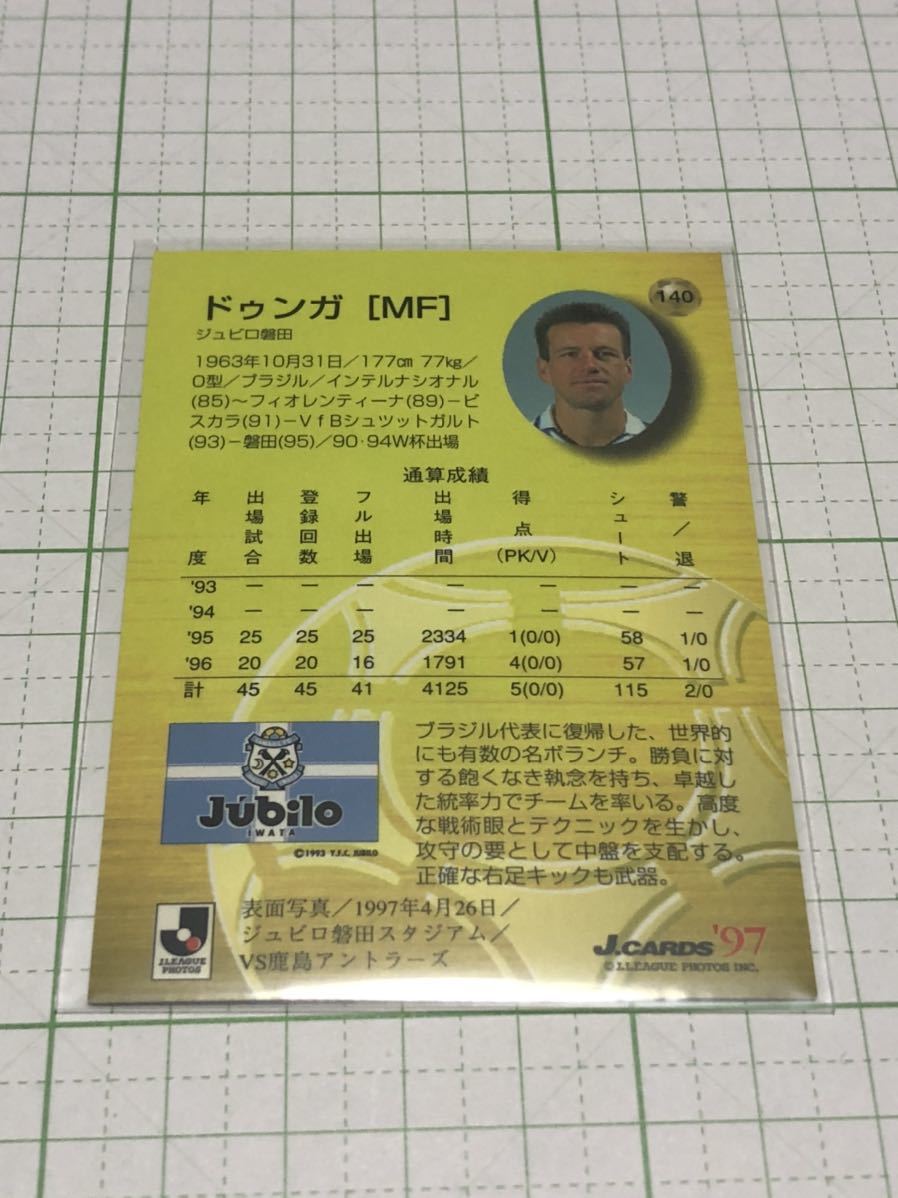 140
ドゥンガ [MF]
ジュビロ磐田
1963年10月31日／177㎝ 77㎏／
O型／ブラジル／インテルナシオナル
(85)～フィオレンティーナ(89)−ピ
スカラ(91)−VfBシュツットガルト
(93)−磐田(95)／90·94W杯出場
通算成績
年度 出場試合 登録回数 フル出場 出場時間 得点(PK/V) シュート 警／退
'93 － － － － － － －
'94 － － － － － － －
'95 25 25 25 2334 1(0/0) 58 1/0
'96 20 20 16 1791 4(0/0) 57 1/0
計 45 45 41 4125 5(0/0) 115 2/0
Júbilo
IWATA
©1993 Y.F.C. JUBILO
ブラジル代表に復帰した、世界的
にも有数の名ボランチ。勝負に対
する飽くなき執念を持ち、卓越し
た統率力でチームを率いる。高度
な戦術眼とテクニックを生かし、
攻守の要として中盤を支配する。
正確な右足キックも武器。
J.LEAGUE
PHOTOS
表面写真／1997年4月26日／
ジュビロ磐田スタジアム／
VS鹿島アントラーズ
J.CARDS '97
© J.LEAGUE PHOTOS INC.